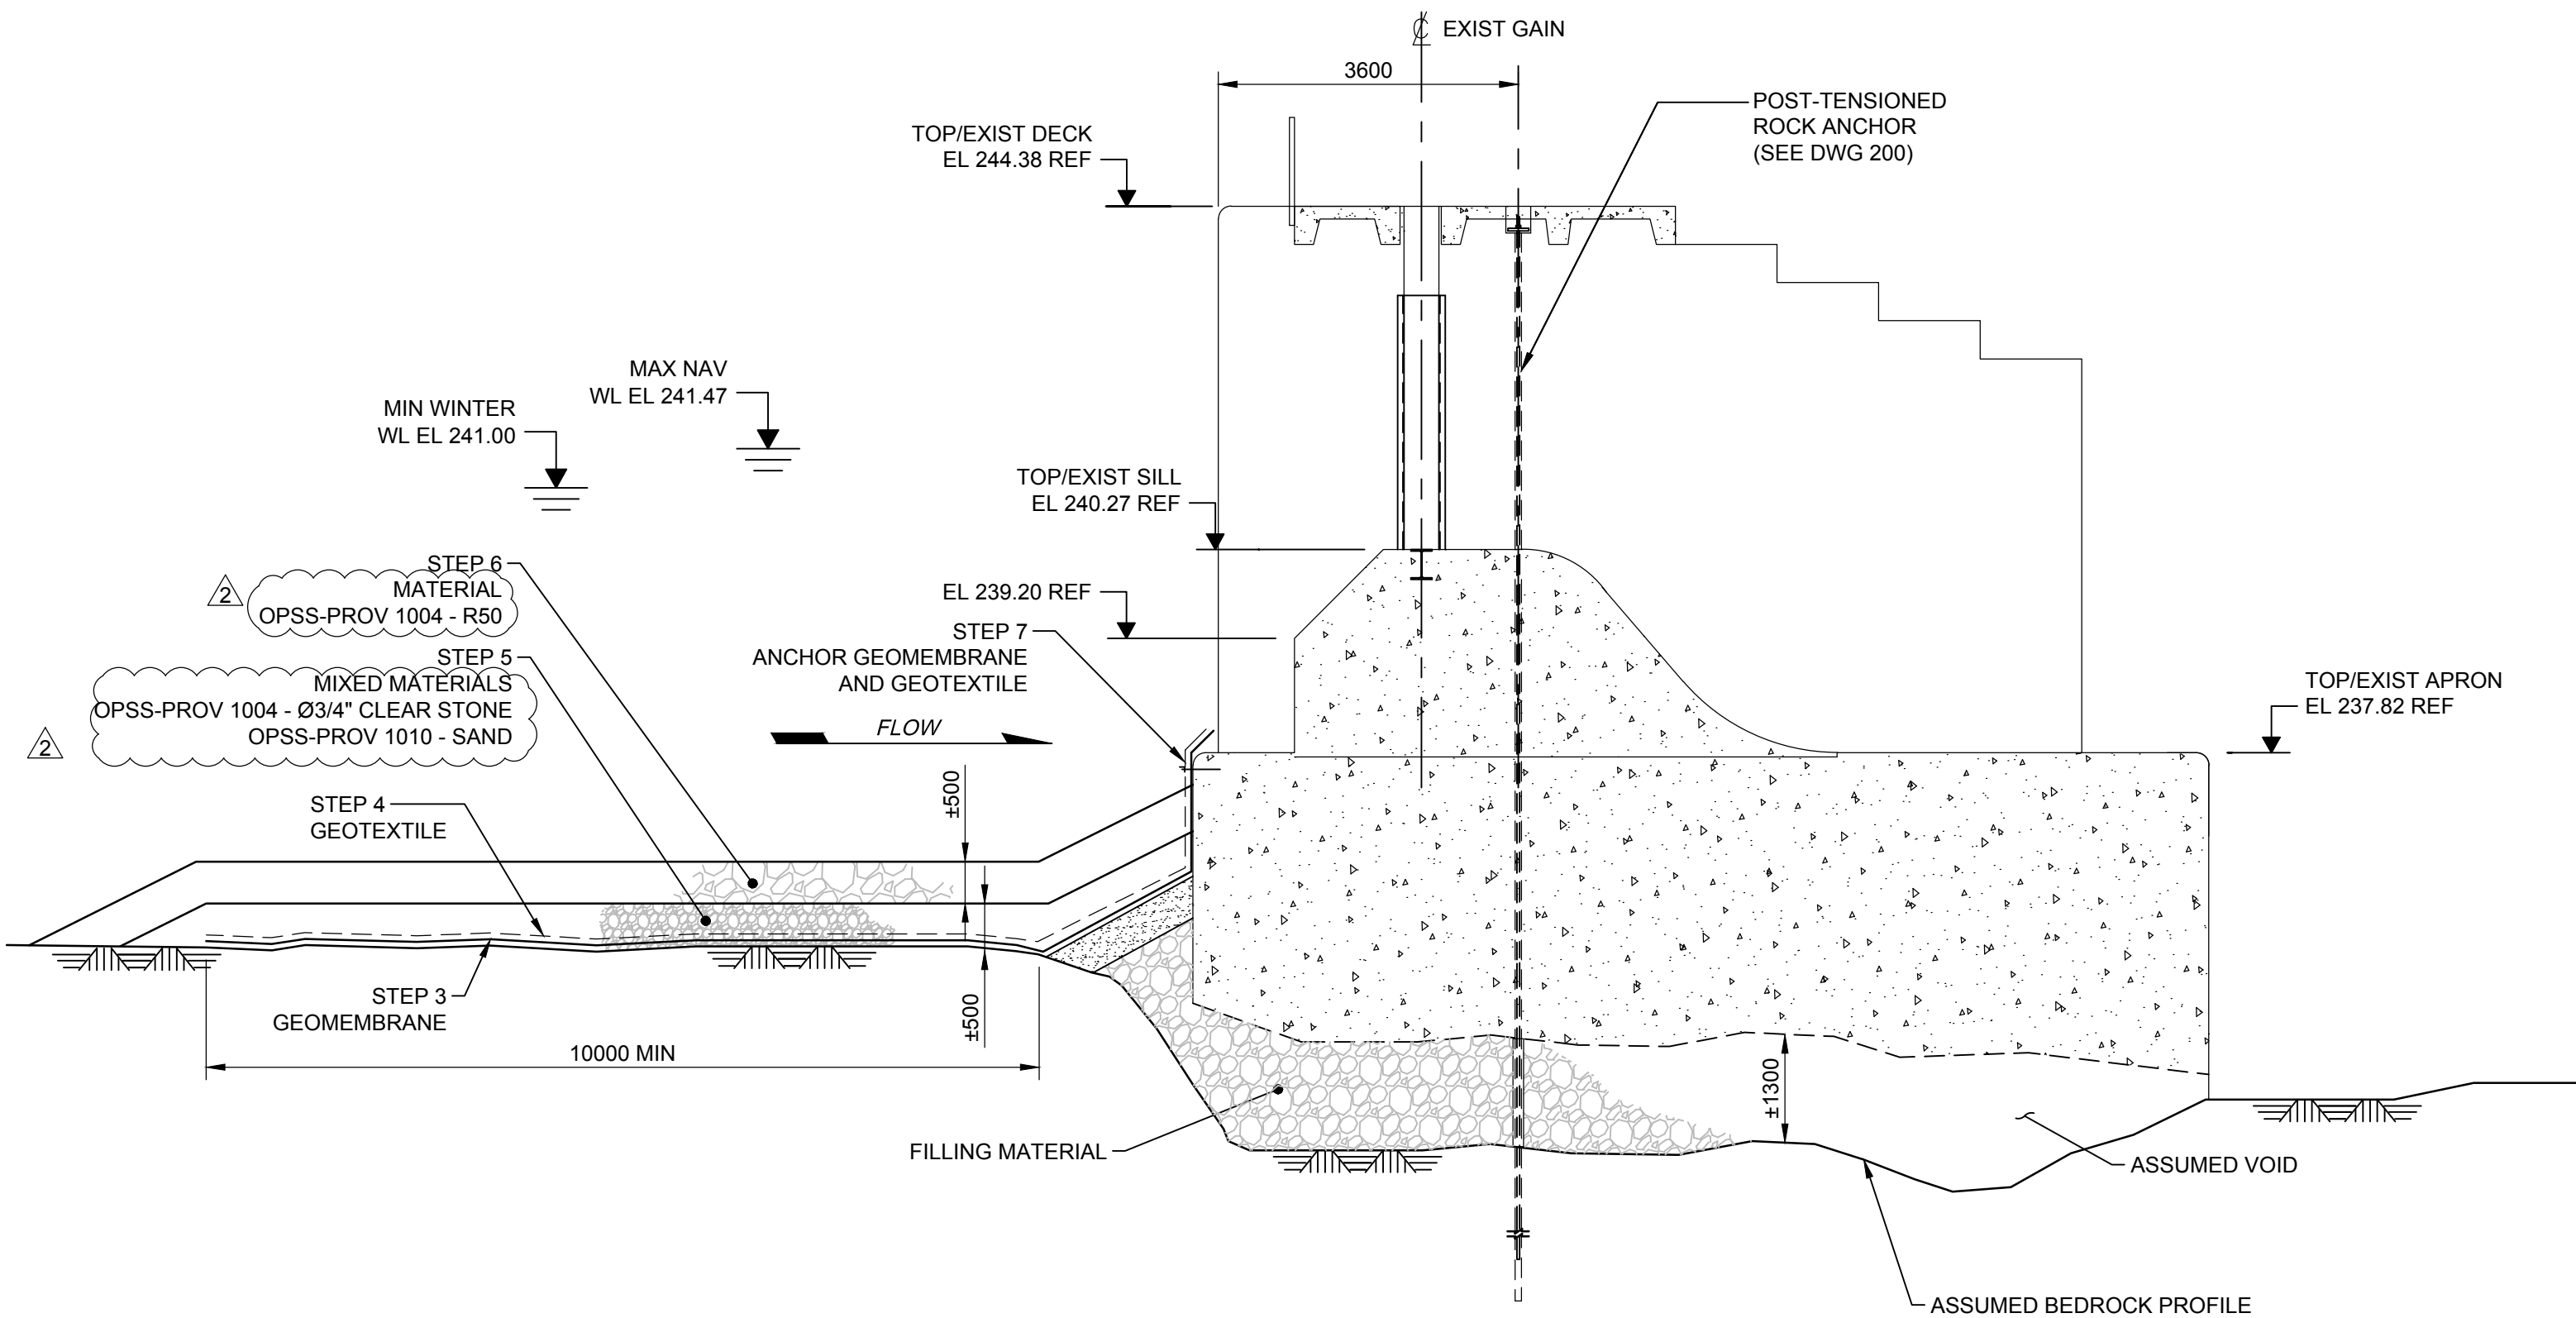 ℄ EXIST GAIN
3600
POST-TENSIONED
ROCK ANCHOR
(SEE DWG 200)
TOP/EXIST DECK
EL 244.38 REF
MAX NAV
WL EL 241.47
MIN WINTER
WL EL 241.00
TOP/EXIST SILL
EL 240.27 REF
STEP 6
MATERIAL
OPSS-PROV 1004 - R50
2
EL 239.20 REF
STEP 7
ANCHOR GEOMEMBRANE
AND GEOTEXTILE
STEP 5
MIXED MATERIALS
OPSS-PROV 1004 - Ø3/4" CLEAR STONE
OPSS-PROV 1010 - SAND
2
FLOW
TOP/EXIST APRON
EL 237.82 REF
±500
STEP 4
GEOTEXTILE
STEP 3
GEOMEMBRANE
±500
10000 MIN
±1300
FILLING MATERIAL
ASSUMED VOID
ASSUMED BEDROCK PROFILE